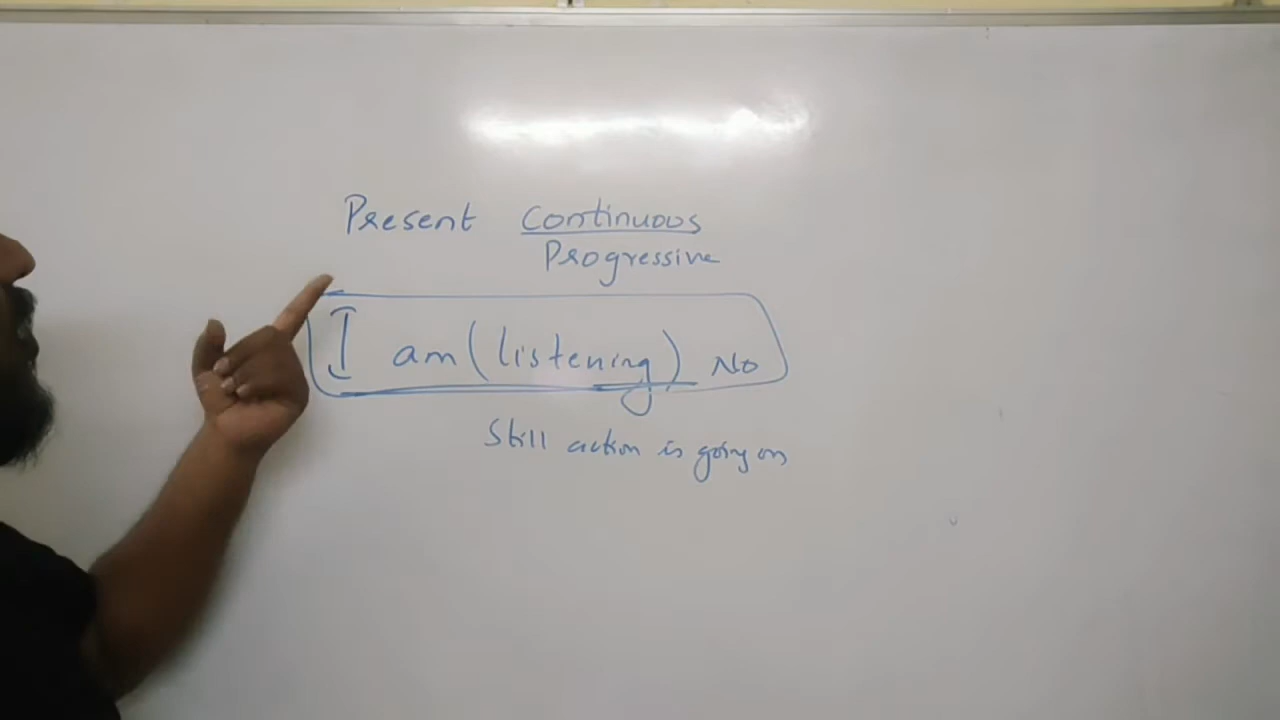 Present Continuous
Progressive
I am (listening) No
Still action is going on